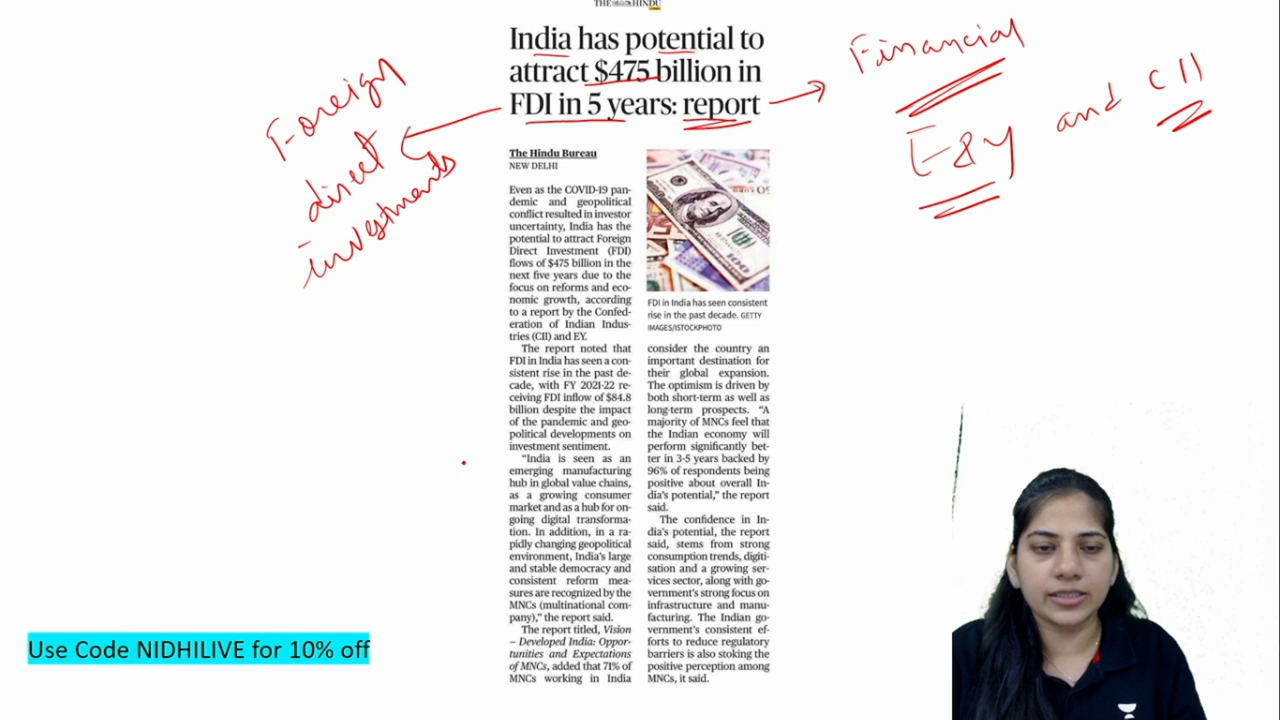 THE HINDU
India has potential to
attract $475 billion in
FDI in 5 years: report
The Hindu Bureau
NEW DELHI
Even as the COVID-19 pan-
demic and geopolitical
conflict resulted in investor
uncertainty, India has the
potential to attract Foreign
Direct Investment (FDI)
flows of $475 billion in the
next five years due to the
focus on reforms and eco-
nomic growth, according
to a report by the Confed-
eration of Indian Indus-
tries (CII) and EY.
The report noted that
FDI in India has seen a con-
sistent rise in the past de-
cade, with FY 2021-22 re-
ceiving FDI inflow of $84.8
billion despite the impact
of the pandemic and geo-
political developments on
investment sentiment.
“India is seen as an
emerging manufacturing
hub in global value chains,
as a growing consumer
market and as a hub for on-
going digital transforma-
tion. In addition, in a ra-
pidly changing geopolitical
environment, India’s large
and stable democracy and
consistent reform mea-
sures are recognized by the
MNCs (multinational com-
pany),” the report said.
The report titled, Vision
– Developed India: Oppor-
tunities and Expectations
of MNCs, added that 71% of
MNCs working in India
FDI in India has seen consistent
rise in the past decade. GETTY
IMAGES/ISTOCKPHOTO
consider the country an
important destination for
their global expansion.
The optimism is driven by
both short-term as well as
long-term prospects. “A
majority of MNCs feel that
the Indian economy will
perform significantly bet-
ter in 3-5 years backed by
96% of respondents being
positive about overall In-
dia’s potential,” the report
said.
The confidence in In-
dia’s potential, the report
said, stems from strong
consumption trends, digiti-
sation and a growing ser-
vices sector, along with go-
vernment’s strong focus on
infrastructure and manu-
facturing. The Indian go-
vernment’s consistent ef-
forts to reduce regulatory
barriers is also stoking the
positive perception among
MNCs, it said.
Foreign
direct
investments
Financial
E&y and CII
Use Code NIDHILIVE for 10% off